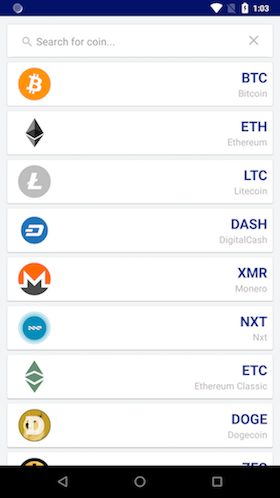 1:03
Search for coin...
BTC
Bitcoin
ETH
Ethereum
LTC
Litecoin
DASH
DigitalCash
XMR
Monero
NXT
Nxt
ETC
Ethereum Classic
DOGE
Dogecoin